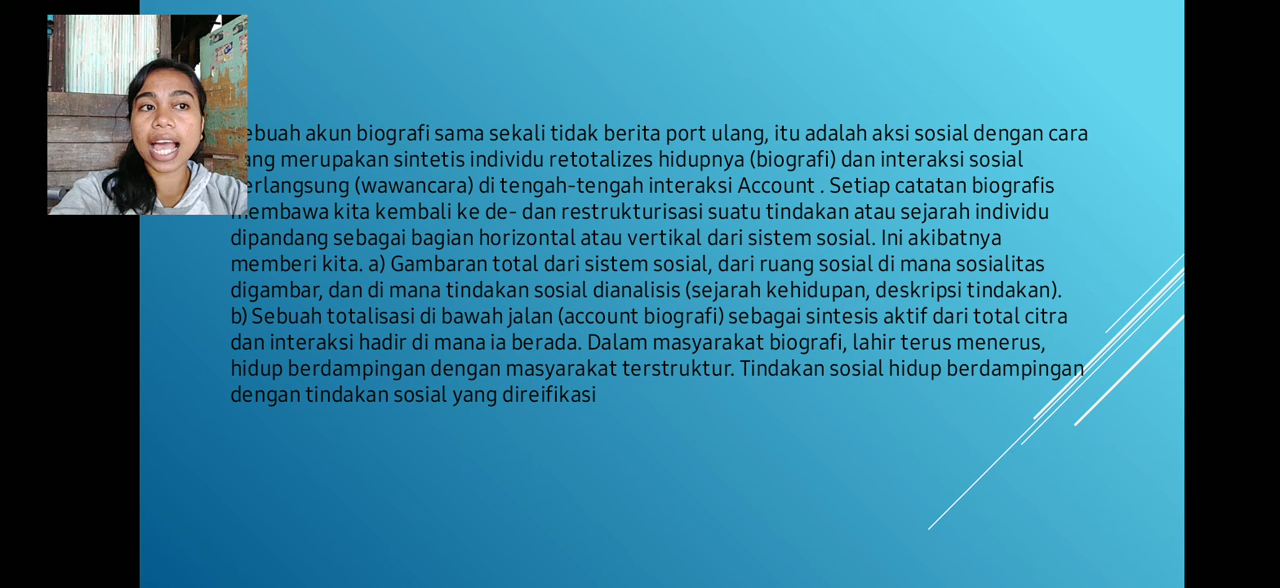 ebuah akun biografi sama sekali tidak berita port ulang, itu adalah aksi sosial dengan cara
ang merupakan sintetis individu retotalizes hidupnya (biografi) dan interaksi sosial
erlangsung (wawancara) di tengah-tengah interaksi Account . Setiap catatan biografis
membawa kita kembali ke de- dan restrukturisasi suatu tindakan atau sejarah individu
dipandang sebagai bagian horizontal atau vertikal dari sistem sosial. Ini akibatnya
memberi kita. a) Gambaran total dari sistem sosial, dari ruang sosial di mana sosialitas
digambar, dan di mana tindakan sosial dianalisis (sejarah kehidupan, deskripsi tindakan).
b) Sebuah totalisasi di bawah jalan (account biografi) sebagai sintesis aktif dari total citra
dan interaksi hadir di mana ia berada. Dalam masyarakat biografi, lahir terus menerus,
hidup berdampingan dengan masyarakat terstruktur. Tindakan sosial hidup berdampingan
dengan tindakan sosial yang direifikasi